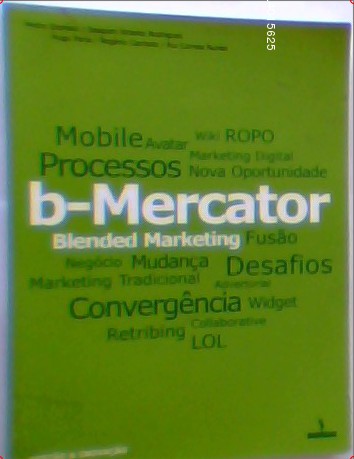 5625
Mobile Avatar Wiki ROPO
Processos Marketing Digital
Nova Oportunidade
b-Mercator
Blended Marketing Fusão
Negócio Mudança Desafios
Marketing Tradicional Advertorial
Convergência Widget
Retribing Collaborative
LOL